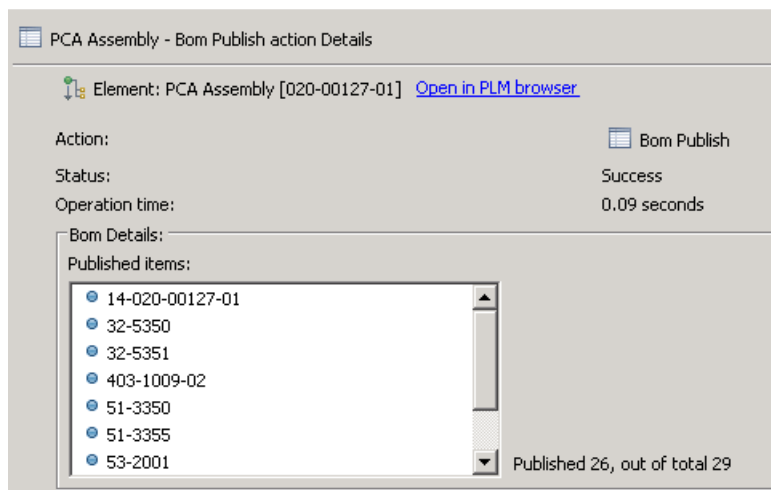 PCA Assembly - Bom Publish action Details
Element: PCA Assembly [020-00127-01] Open in PLM browser
Action: Bom Publish
Status: Success
Operation time: 0.09 seconds
Bom Details:
Published items:
14-020-00127-01
32-5350
32-5351
403-1009-02
51-3350
51-3355
53-2001
Published 26, out of total 29